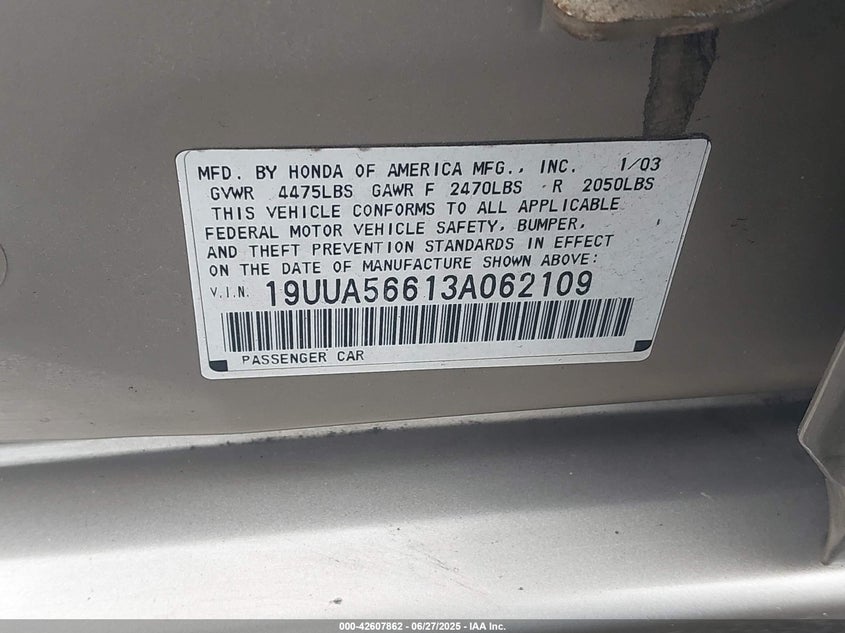 MFD. BY HONDA OF AMERICA MFG., INC. 1/03
GVWR 4475LBS GAWR F 2470LBS R 2050LBS
THIS VEHICLE CONFORMS TO ALL APPLICABLE
FEDERAL MOTOR VEHICLE SAFETY, BUMPER,
AND THEFT PREVENTION STANDARDS IN EFFECT
ON THE DATE OF MANUFACTURE SHOWN ABOVE:
V.I.N. 19UUA56613A062109
PASSENGER CAR
000-42607862 - 06/27/2025 - IAA Inc.